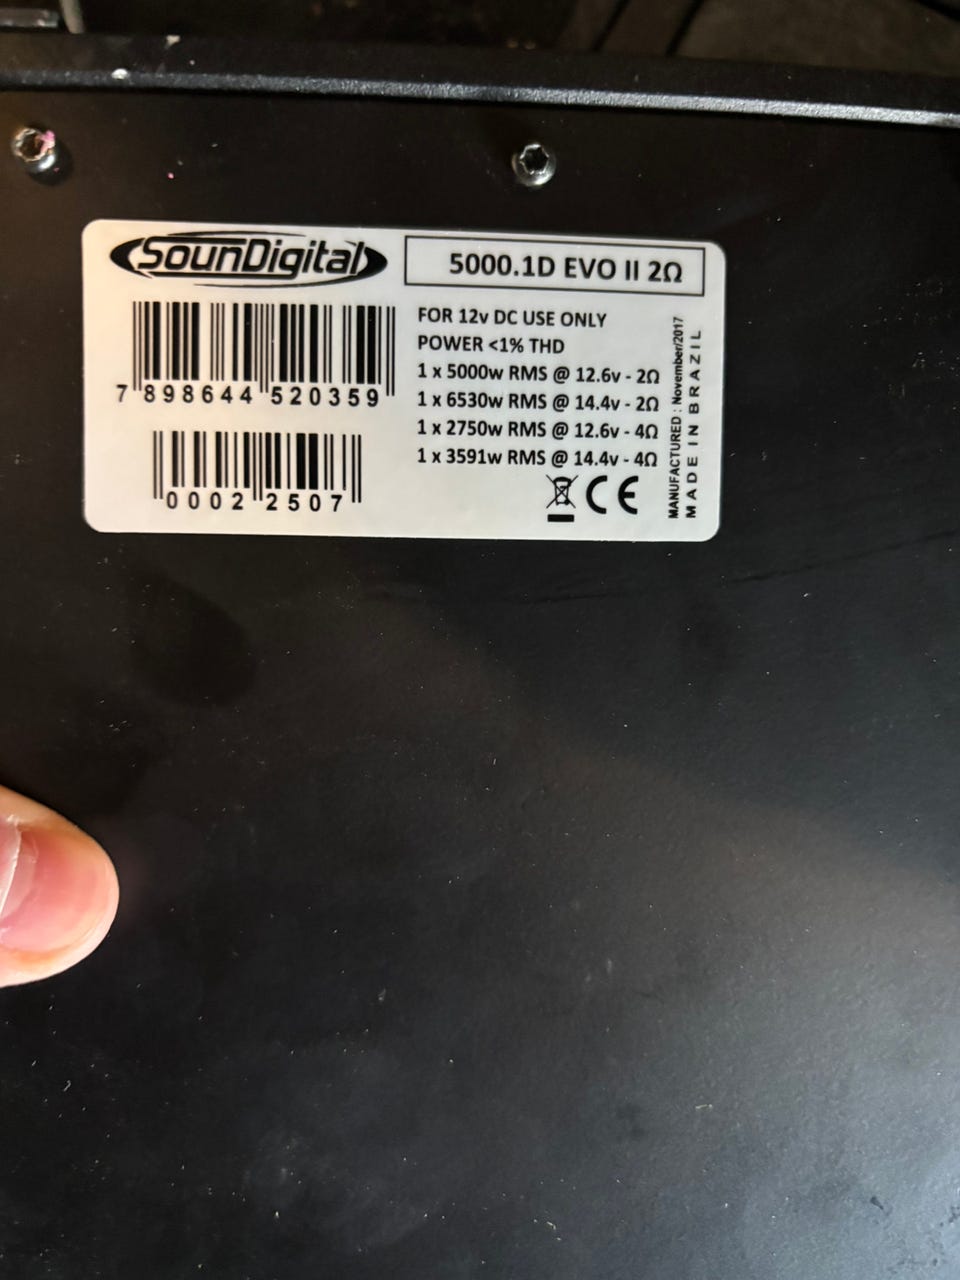 SounDigital
5000.1D EVO II 2Ω
7 898644 520359
0002 2507
FOR 12v DC USE ONLY
POWER <1% THD
1 x 5000w RMS @ 12.6v - 2Ω
1 x 6530w RMS @ 14.4v - 2Ω
1 x 2750w RMS @ 12.6v - 4Ω
1 x 3591w RMS @ 14.4v - 4Ω
CE
MANUFACTURED : November/2017
MADE IN BRAZIL